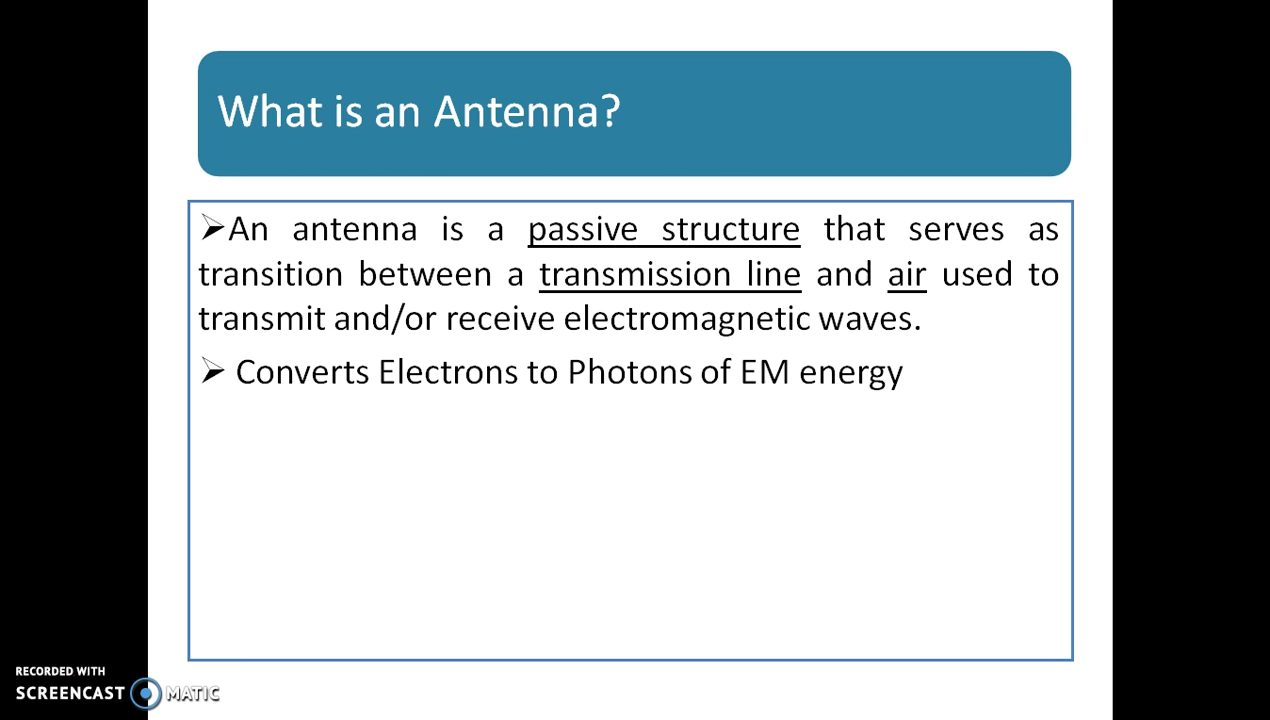 What is an Antenna?
➢An antenna is a passive structure that serves as
transition between a transmission line and air used to
transmit and/or receive electromagnetic waves.
➢ Converts Electrons to Photons of EM energy
RECORDED WITH
SCREENCAST MATIC